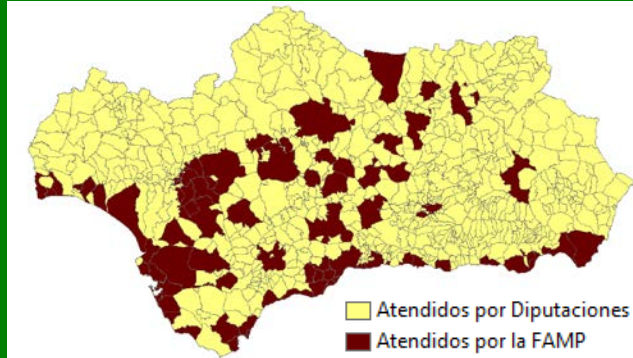 Atendidos por Diputaciones
Atendidos por la FAMP